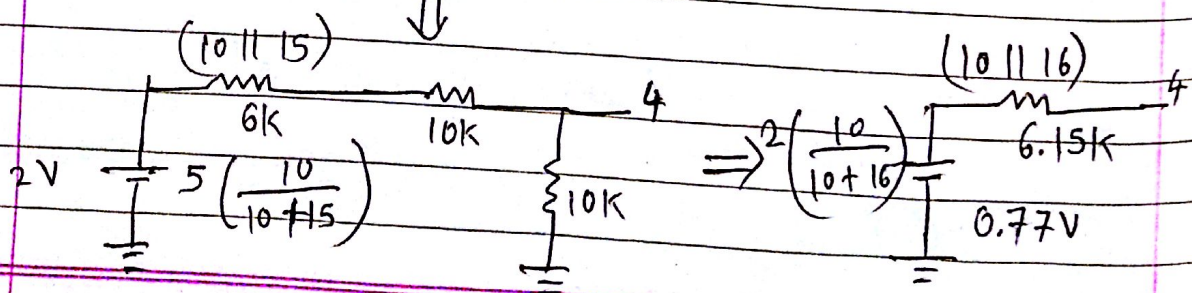 (10 || 15)
6K
10K
4
10K
2V
5 (10/(10+15))
⇒
2 (10/(10+16))
(10 || 16)
6.15K
4
0.77V